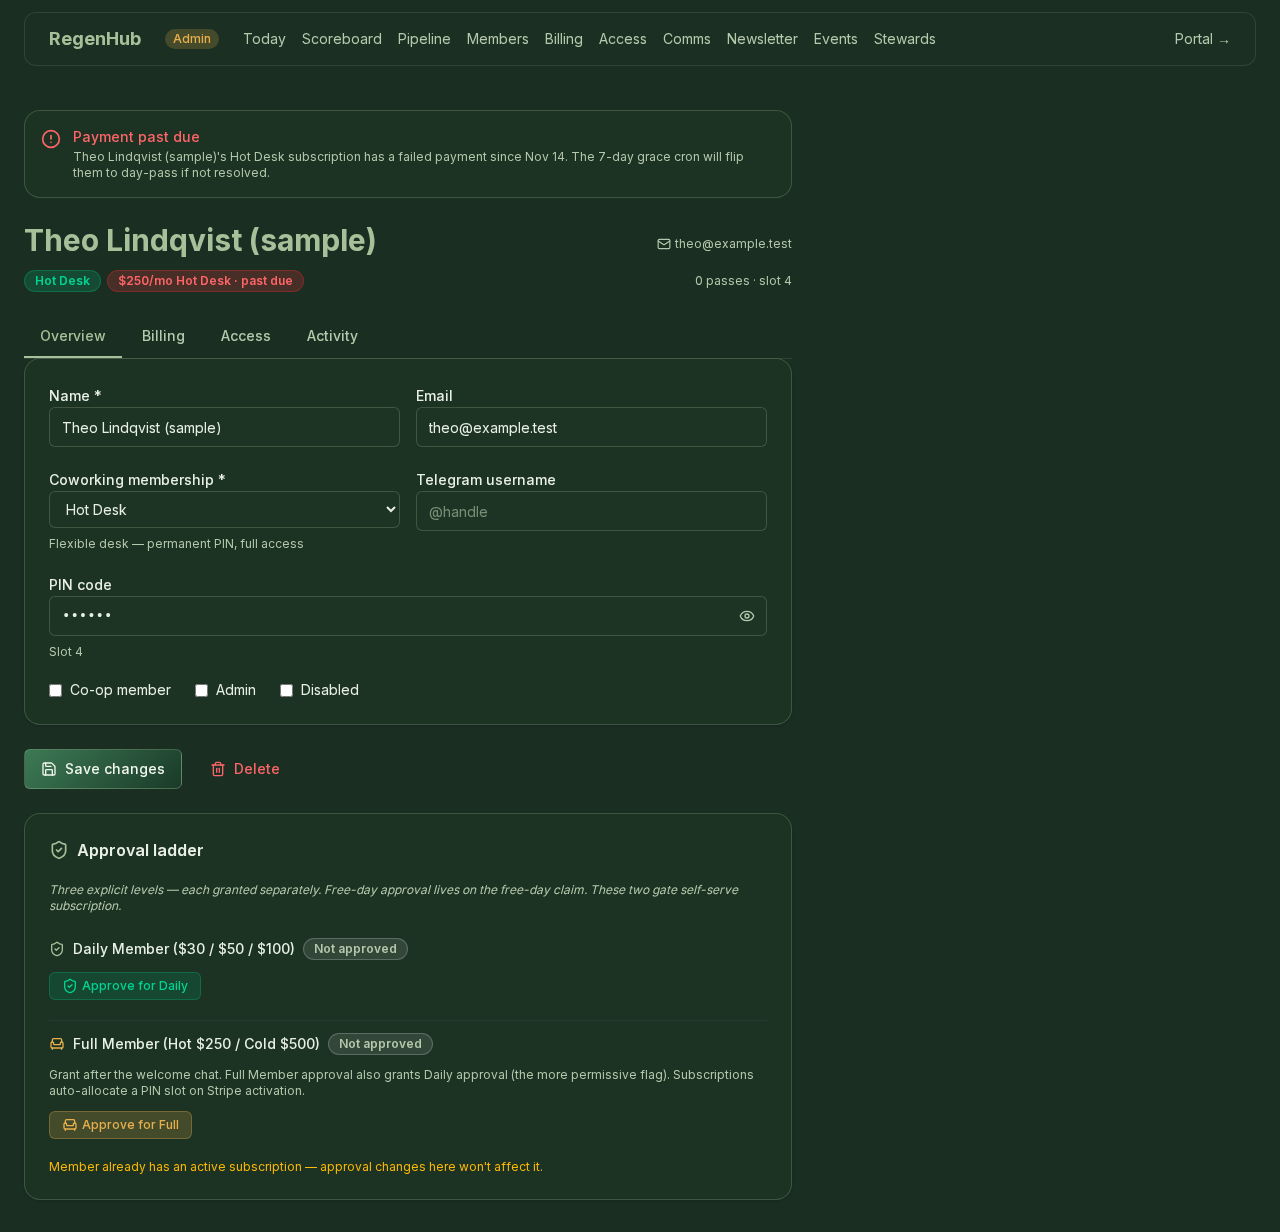 RegenHub Admin Today Scoreboard Pipeline Members Billing Access Comms Newsletter Events Stewards Portal →
Payment past due
Theo Lindqvist (sample)'s Hot Desk subscription has a failed payment since Nov 14. The 7-day grace cron will flip
them to day-pass if not resolved.
Theo Lindqvist (sample)
theo@example.test
Hot Desk $250/mo Hot Desk · past due
0 passes · slot 4
Overview Billing Access Activity
Name * Email
Theo Lindqvist (sample) theo@example.test
Coworking membership * Telegram username
Hot Desk @handle
Flexible desk — permanent PIN, full access
PIN code
••••••
Slot 4
Co-op member Admin Disabled
Save changes Delete
Approval ladder
Three explicit levels — each granted separately. Free-day approval lives on the free-day claim. These two gate self-serve
subscription.
Daily Member ($30 / $50 / $100) Not approved
Approve for Daily
Full Member (Hot $250 / Cold $500) Not approved
Grant after the welcome chat. Full Member approval also grants Daily approval (the more permissive flag). Subscriptions
auto-allocate a PIN slot on Stripe activation.
Approve for Full
Member already has an active subscription — approval changes here won't affect it.